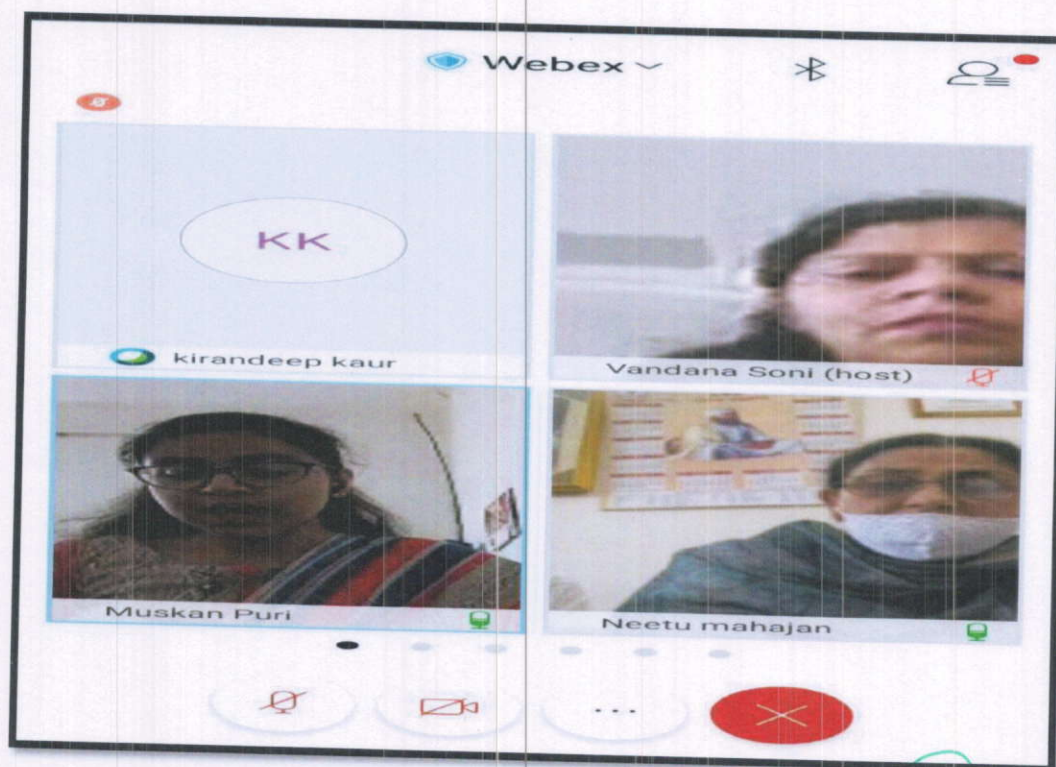 Webex
KK
kirandeep kaur
Vandana Soni (host)
Muskan Puri
Neetu mahajan